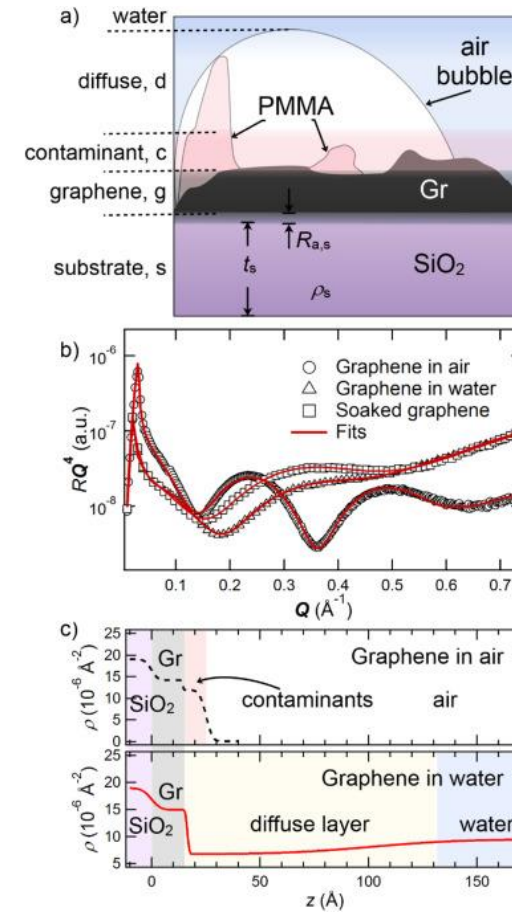 a)
water
diffuse, d
air
bubble
PMMA
contaminant, c
graphene, g
Gr
R_a,s
substrate, s
t_s
SiO₂
ρ_s
b)
10⁻⁶
Graphene in air
Graphene in water
Soaked graphene
Fits
RQ⁴ (a.u.)
10⁻⁷
10⁻⁸
0.1 0.2 0.3 0.4 0.5 0.6 0.7
Q (Å⁻¹)
c)
ρ (10⁻⁶ Å⁻²)
25
20
15
10
5
0
Gr
Graphene in air
SiO₂
contaminants
air
ρ (10⁻⁶ Å⁻²)
25
20
15
10
5
Gr
Graphene in water
SiO₂
diffuse layer
water
0 50 100 150
z (Å)